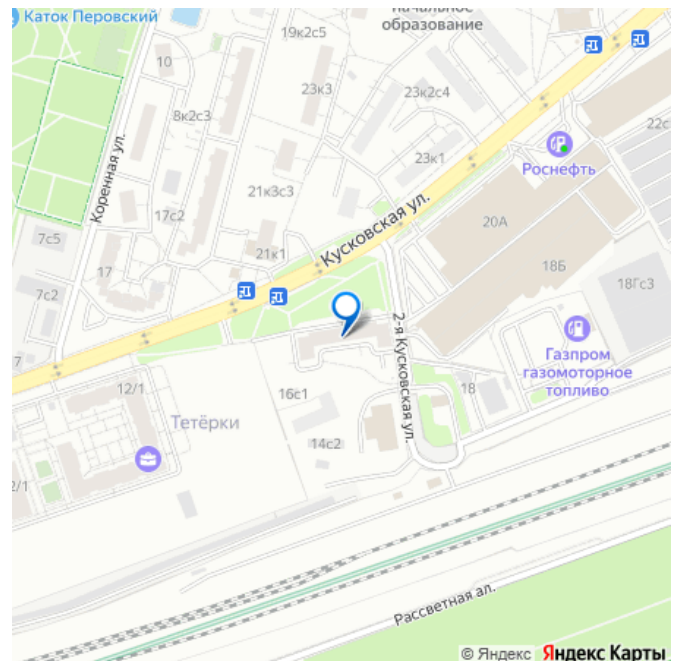 Каток Перовский
начальное
образование
19к2с5
10
23к3
23к2с4
8к2с3
22с
Роснефть
23к1
Коренная ул.
21к3с3
17с2
Кусковская ул.
20А
7с5
21к1
17
18Б
7с2
18Гс3
2-я Кусковская ул.
7
Газпром
газомоторное
топливо
12/1
16с1
18
Тетёрки
14с2
2/1
Рассветная ал.
© Яндекс Яндекс Карты